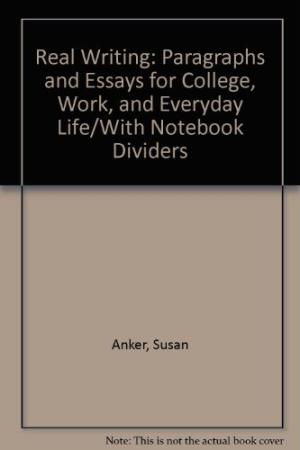 Real Writing: Paragraphs
and Essays for College,
Work, and Everyday
Life/With Notebook
Dividers
Anker, Susan
Note: This is not the actual book cover